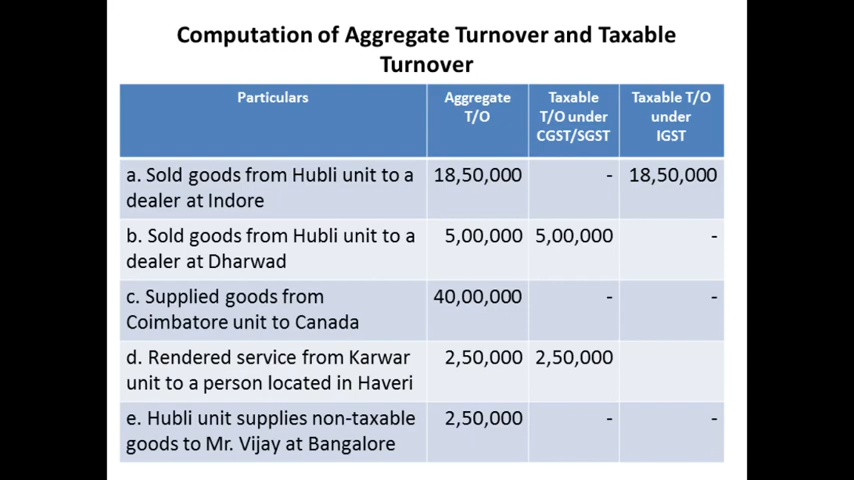 Computation of Aggregate Turnover and Taxable
Turnover
Particulars
Aggregate
T/O
Taxable
T/O under
CGST/SGST
Taxable T/O
under
IGST
a. Sold goods from Hubli unit to a
dealer at Indore
18,50,000
-
18,50,000
b. Sold goods from Hubli unit to a
dealer at Dharwad
5,00,000
5,00,000
-
c. Supplied goods from
Coimbatore unit to Canada
40,00,000
-
-
d. Rendered service from Karwar
unit to a person located in Haveri
2,50,000
2,50,000
e. Hubli unit supplies non-taxable
goods to Mr. Vijay at Bangalore
2,50,000
-
-